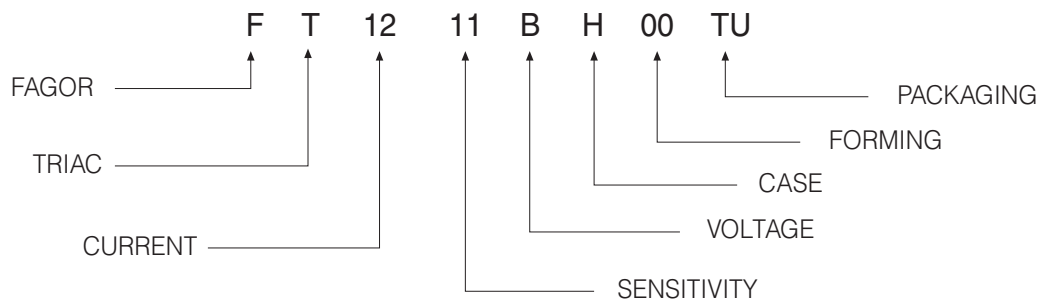 F T 12 11 B H 00 TU
FAGOR
PACKAGING
FORMING
TRIAC
CASE
VOLTAGE
CURRENT
SENSITIVITY